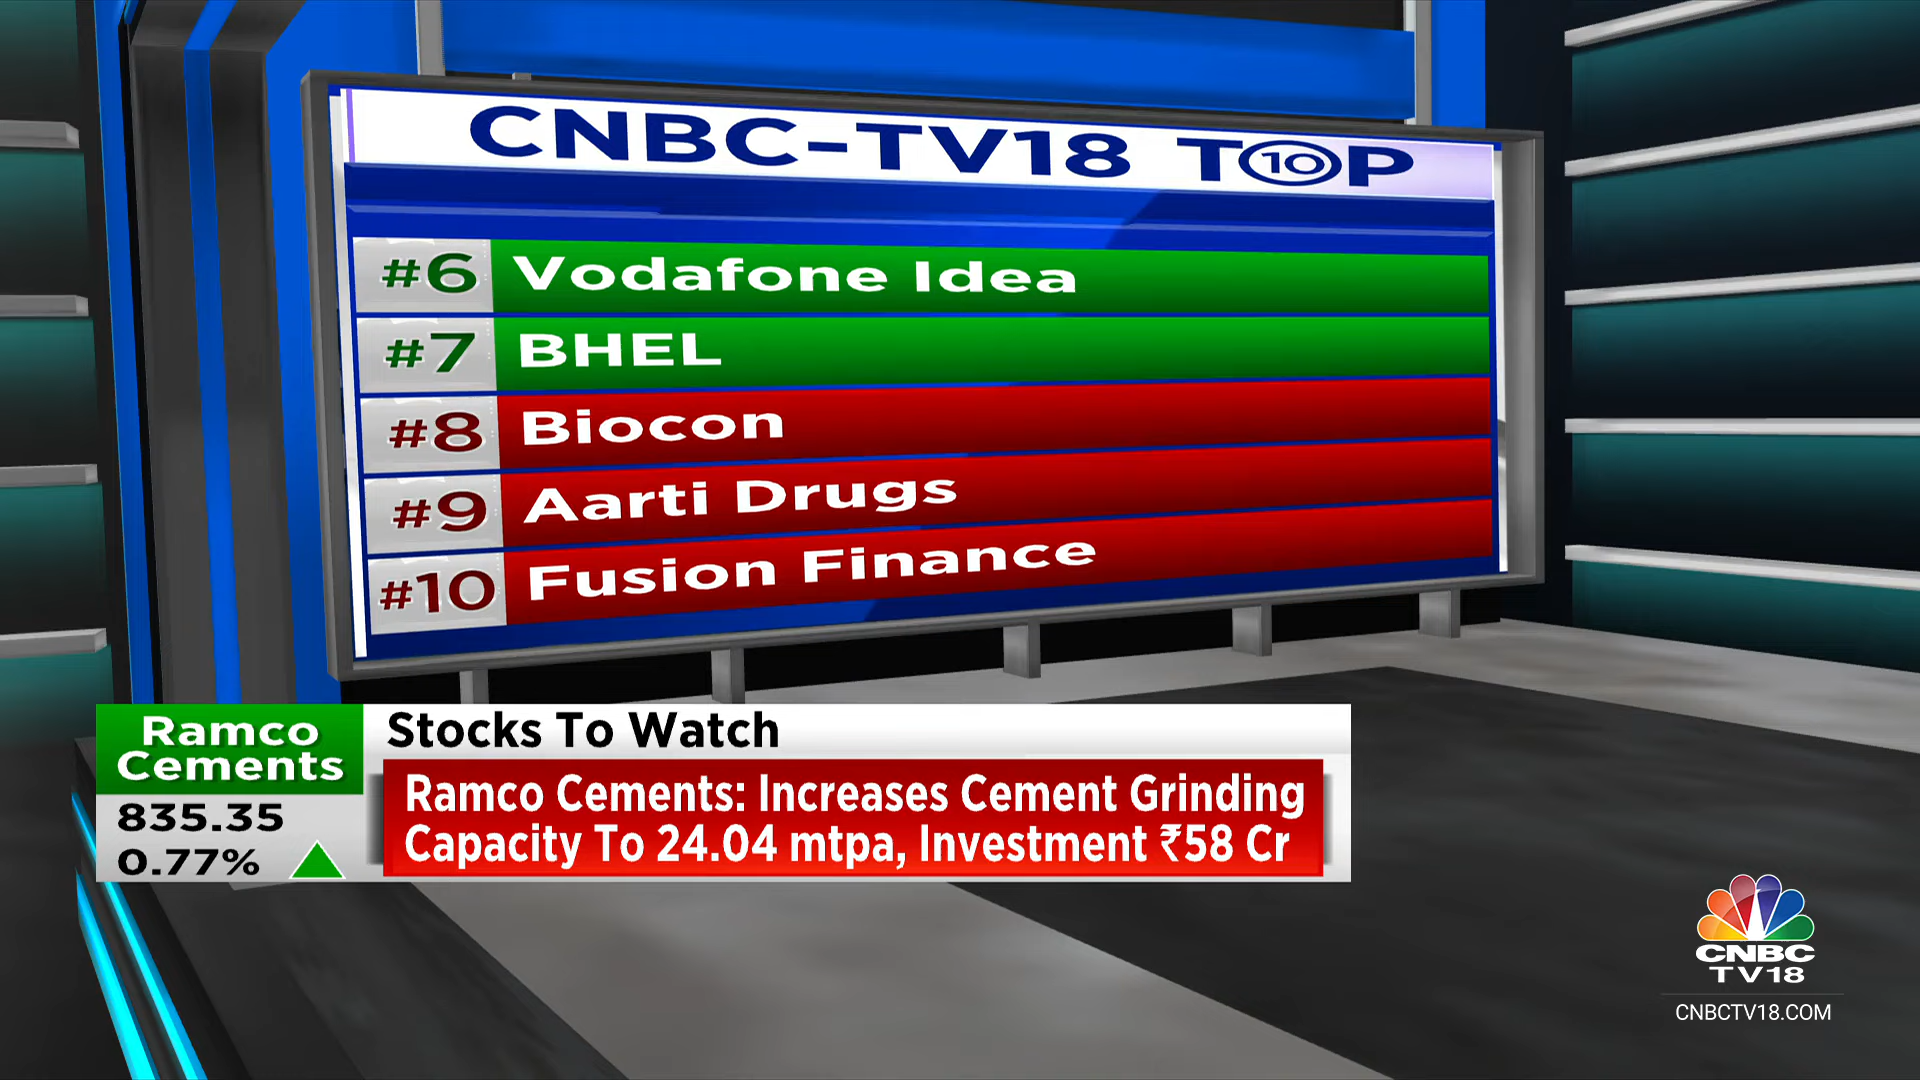 CNBC-TV18 TOP 10
#6 Vodafone Idea
#7 BHEL
#8 Biocon
#9 Aarti Drugs
#10 Fusion Finance
Ramco
Cements
835.35
0.77%
Stocks To Watch
Ramco Cements: Increases Cement Grinding
Capacity To 24.04 mtpa, Investment ₹58 Cr
CNBC
TV18
CNBCTV18.COM